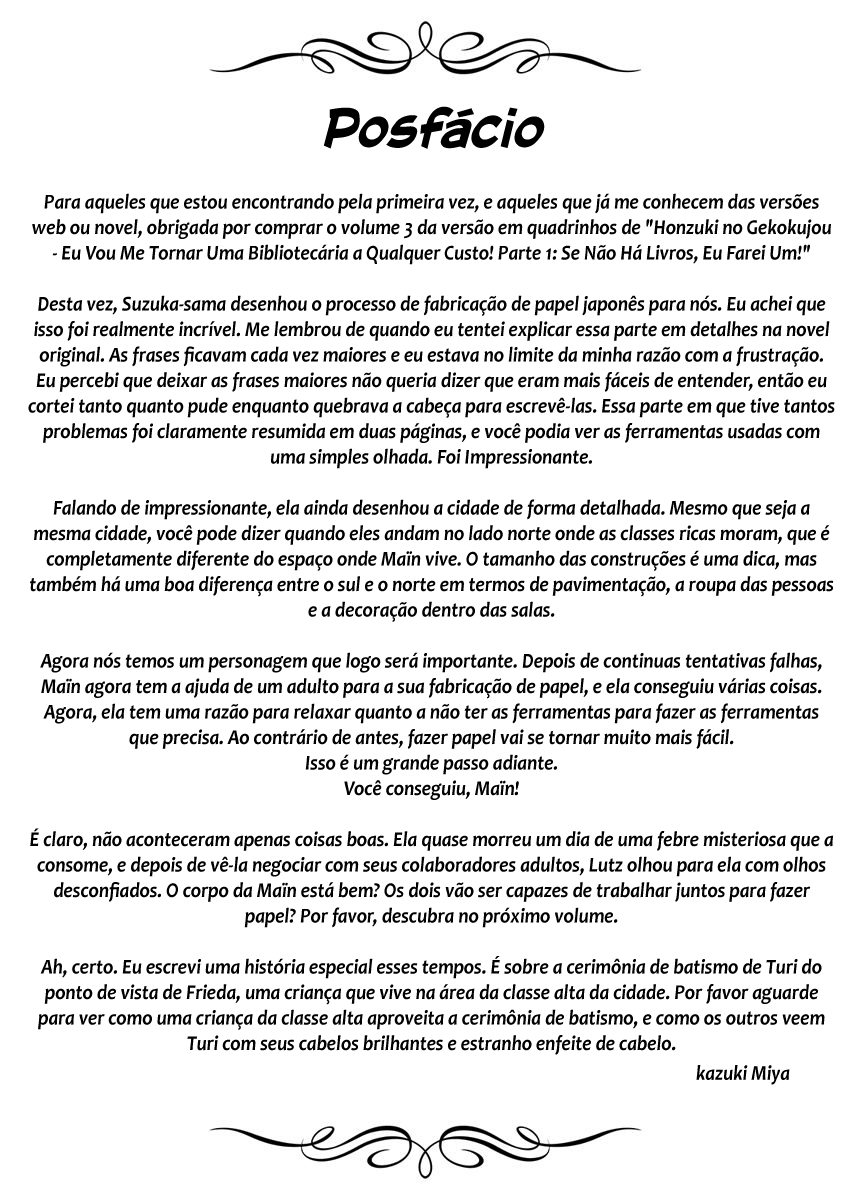 Posfácio
Para aqueles que estou encontrando pela primeira vez, e aqueles que já me conhecem das versões
web ou novel, obrigada por comprar o volume 3 da versão em quadrinhos de "Honzuki no Gekokujou
- Eu Vou Me Tornar Uma Bibliotecária a Qualquer Custo! Parte 1: Se Não Há Livros, Eu Farei Um!"
Desta vez, Suzuka-sama desenhou o processo de fabricação de papel japonês para nós. Eu achei que
isso foi realmente incrível. Me lembrou de quando eu tentei explicar essa parte em detalhes na novel
original. As frases ficavam cada vez maiores e eu estava no limite da minha razão com a frustração.
Eu percebi que deixar as frases maiores não queria dizer que eram mais fáceis de entender, então eu
cortei tanto quanto pude enquanto quebrava a cabeça para escrevê-las. Essa parte em que tive tantos
problemas foi claramente resumida em duas páginas, e você podia ver as ferramentas usadas com
uma simples olhada. Foi Impressionante.
Falando de impressionante, ela ainda desenhou a cidade de forma detalhada. Mesmo que seja a
mesma cidade, você pode dizer quando eles andam no lado norte onde as classes ricas moram, que é
completamente diferente do espaço onde Maïn vive. O tamanho das construções é uma dica, mas
também há uma boa diferença entre o sul e o norte em termos de pavimentação, a roupa das pessoas
e a decoração dentro das salas.
Agora nós temos um personagem que logo será importante. Depois de continuas tentativas falhas,
Maïn agora tem a ajuda de um adulto para a sua fabricação de papel, e ela conseguiu várias coisas.
Agora, ela tem uma razão para relaxar quanto a não ter as ferramentas para fazer as ferramentas
que precisa. Ao contrário de antes, fazer papel vai se tornar muito mais fácil.
Isso é um grande passo adiante.
Você conseguiu, Maïn!
É claro, não aconteceram apenas coisas boas. Ela quase morreu um dia de uma febre misteriosa que a
consome, e depois de vê-la negociar com seus colaboradores adultos, Lutz olhou para ela com olhos
desconfiados. O corpo da Maïn está bem? Os dois vão ser capazes de trabalhar juntos para fazer
papel? Por favor, descubra no próximo volume.
Ah, certo. Eu escrevi uma história especial esses tempos. É sobre a cerimônia de batismo de Turi do
ponto de vista de Frieda, uma criança que vive na área da classe alta da cidade. Por favor aguarde
para ver como uma criança da classe alta aproveita a cerimônia de batismo, e como os outros veem
Turi com seus cabelos brilhantes e estranho enfeite de cabelo.
kazuki Miya